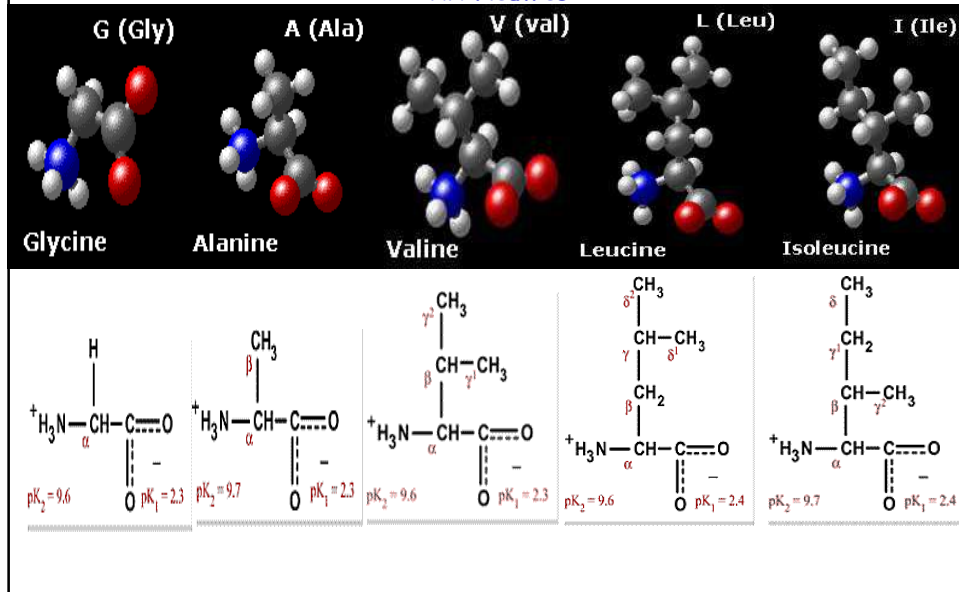 G (Gly)
A (Ala)
V (val)
L (Leu)
I (Ile)
Glycine
Alanine
Valine
Leucine
Isoleucine
H
+H3N—CH—C=O
α
O
−
pK2 = 9.6
pK1 = 2.3
CH3
β
+H3N—CH—C=O
α
O
−
pK2 = 9.7
pK1 = 2.3
CH3
γ2
CH—CH3
β
γ1
+H3N—CH—C=O
α
O
−
pK2 = 9.6
pK1 = 2.3
CH3
δ2
CH—CH3
γ
δ1
CH2
β
+H3N—CH—C=O
α
O
−
pK2 = 9.6
pK1 = 2.4
CH3
δ
CH2
γ1
CH—CH3
β
γ2
+H3N—CH—C=O
α
O
−
pK2 = 9.7
pK1 = 2.4